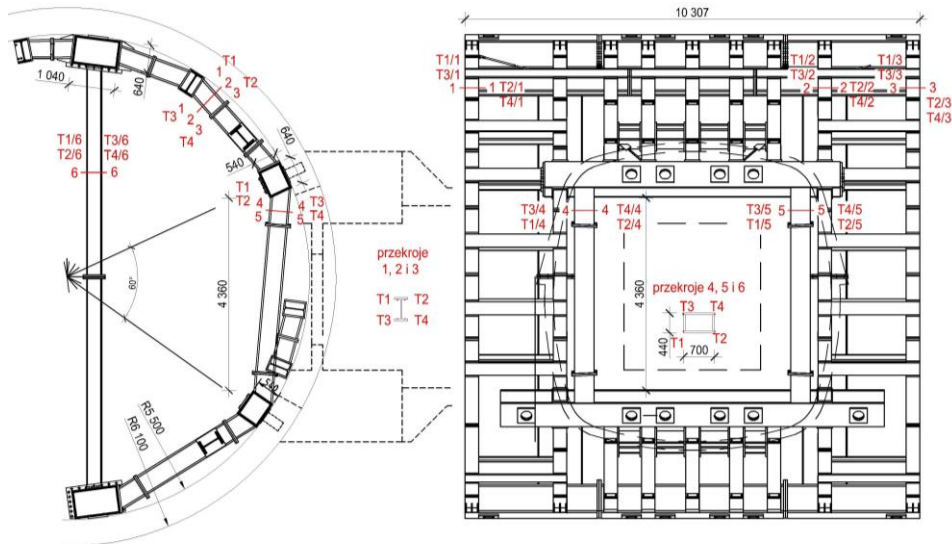 1 040
640
T1
1
2 T2
3
T3 1
2
3
T4
T1/6 T3/6
T2/6 T4/6
6 6
640
540
T1
T2 4
5
4 T3
5 T4
60°
4 360
540
R5 500
R6 100
przekroje
1, 2 i 3
T1 T2
T3 T4
10 307
T1/1
T3/1
1 1 T2/1
T4/1
T1/2
T3/2
2 2 T2/2
T4/2
T1/3
T3/3
3 3
T2/3
T4/3
T3/4 4 4 T4/4
T1/4 T2/4
T3/5 5 5 T4/5
T1/5 T2/5
4 360
przekroje 4, 5 i 6
T3 T4
T1 T2
440
700